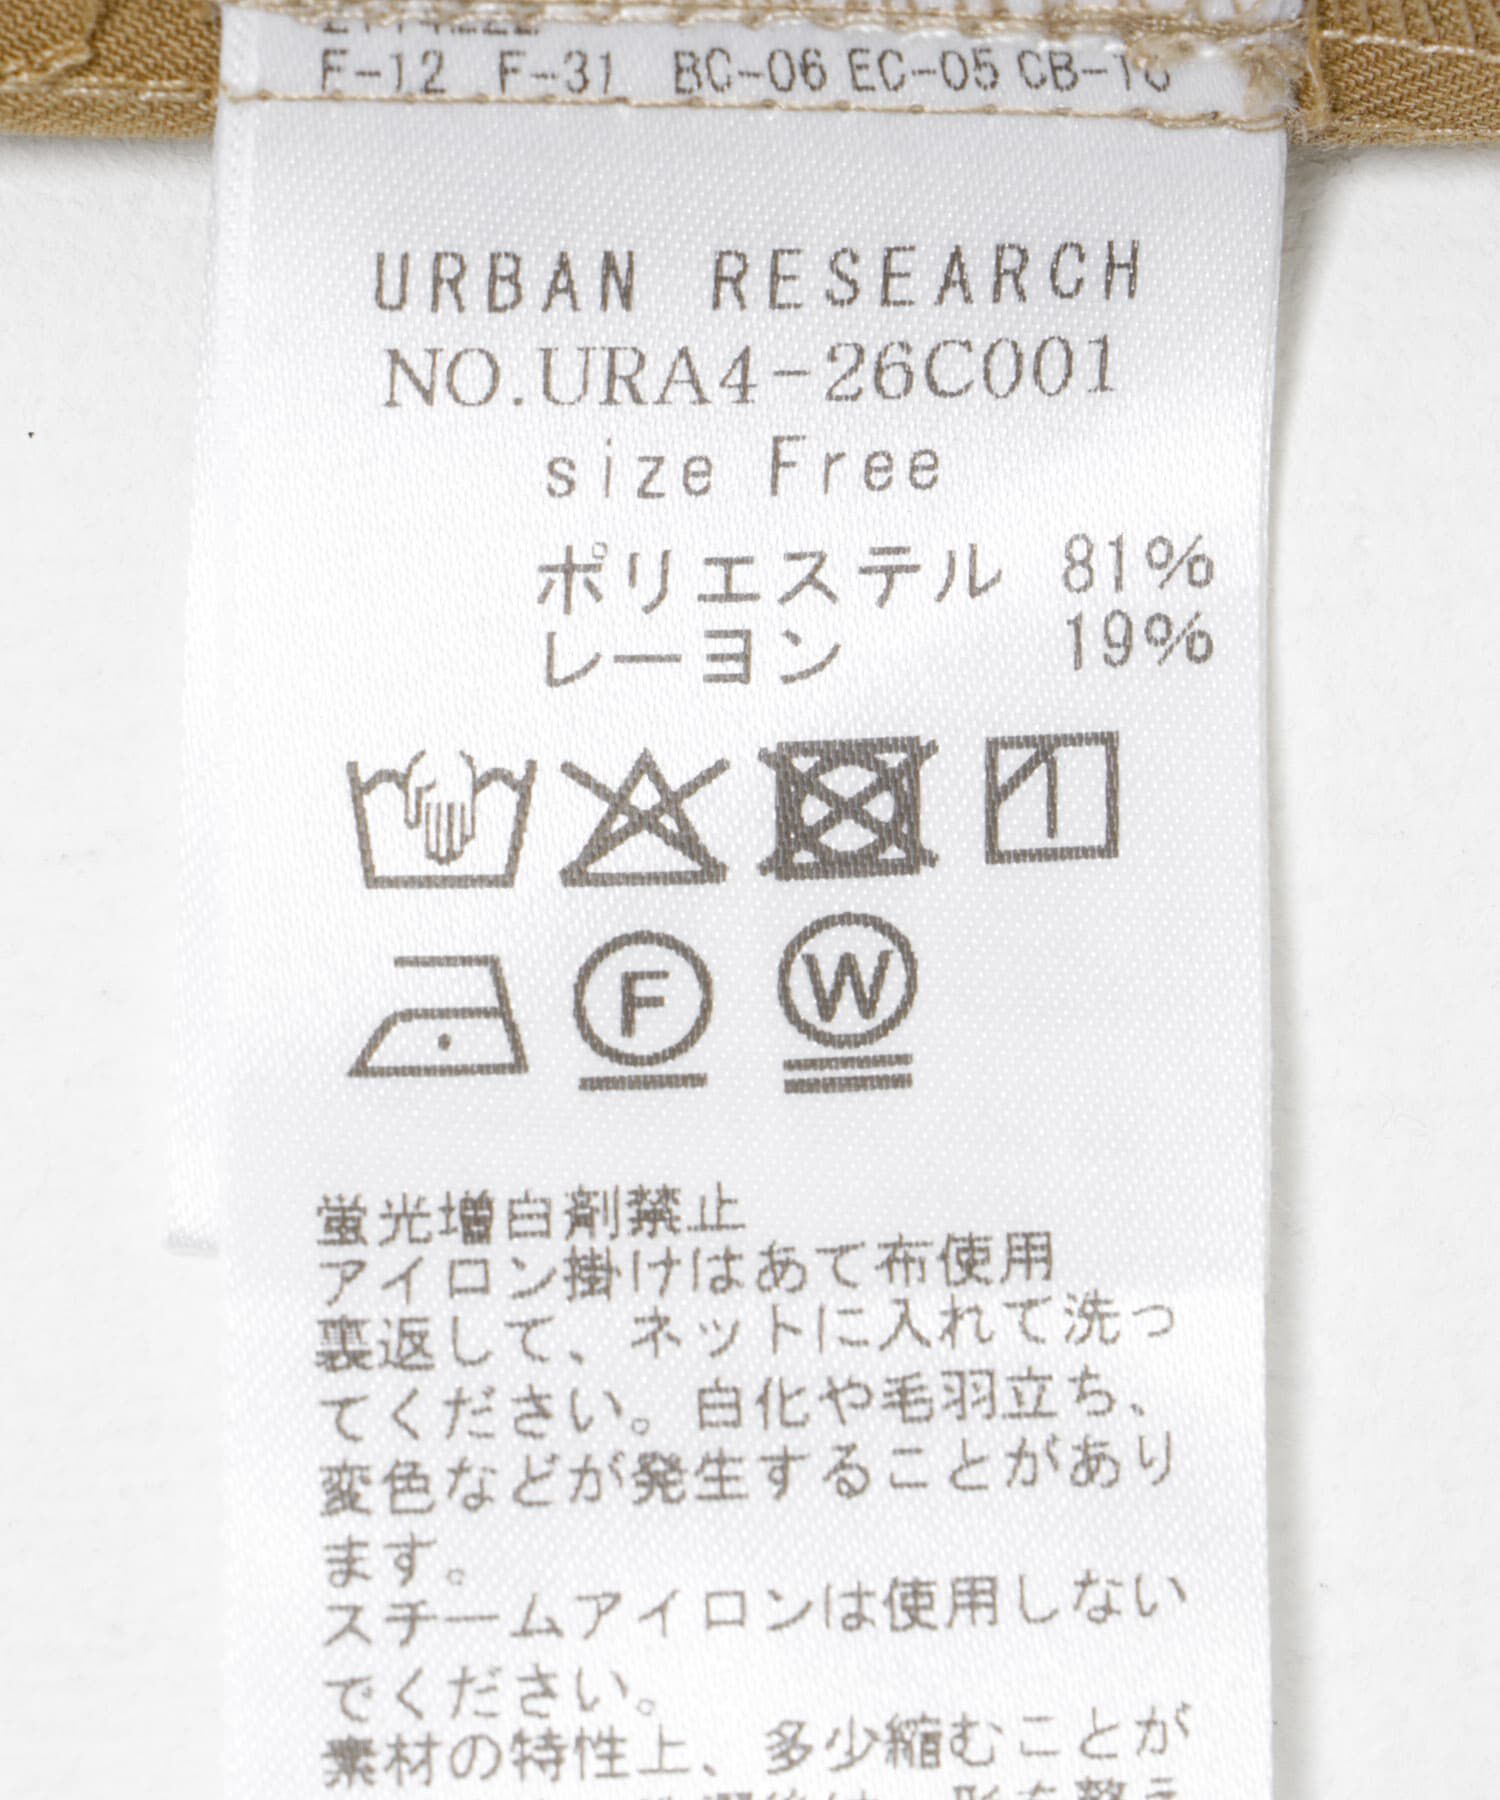 F-12 F-31 BC-06 EC-05
URBAN RESEARCH
NO.URA4-26C001
size Free
ポリエステル 81%
レーヨン 19%
F W
蛍光増白剤禁止
アイロン掛けはあて布使用
裏返して、ネットに入れて洗っ
てください。白化や毛羽立ち、
変色などが発生することがあり
ます。
スチームアイロンは使用しない
でください。
素材の特性上、多少縮むことが